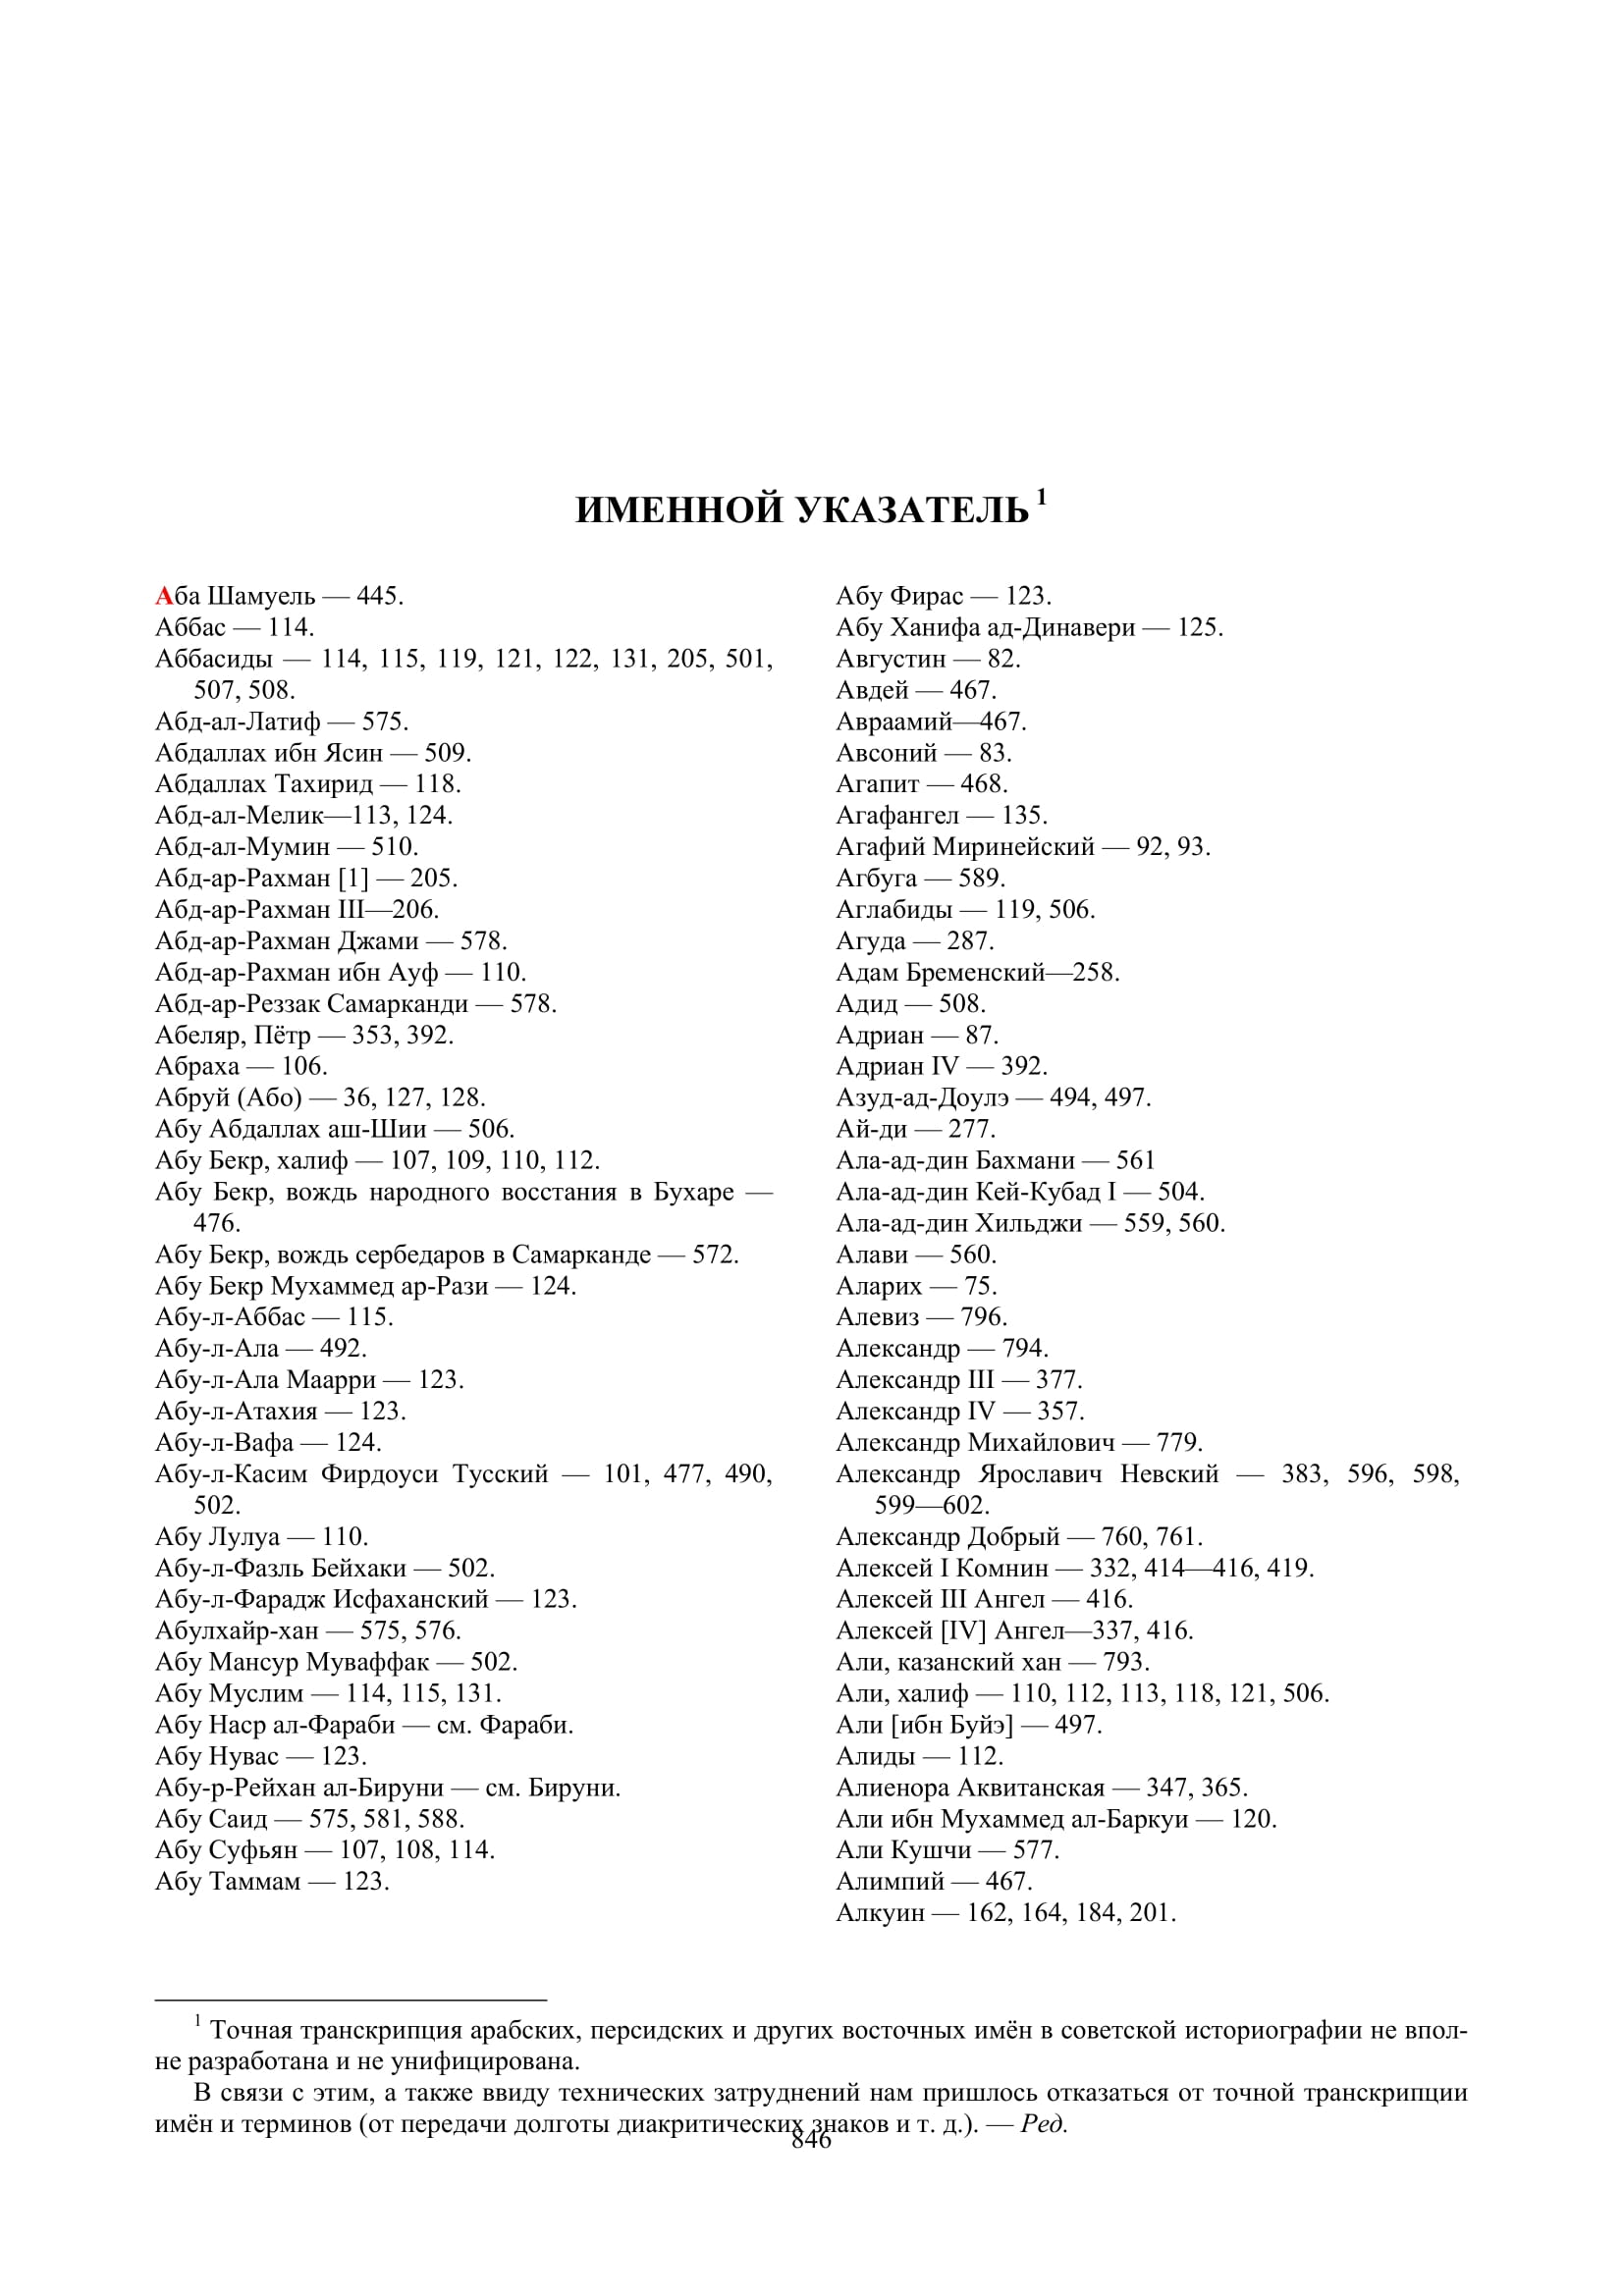 ИМЕННОЙ УКАЗАТЕЛЬ 1
Аба Шамуель — 445.
Аббас — 114.
Аббасиды — 114, 115, 119, 121, 122, 131, 205, 501,
507, 508.
Абд-ал-Латиф — 575.
Абдаллах ибн Ясин — 509.
Абдаллах Тахирид — 118.
Абд-ал-Мелик—113, 124.
Абд-ал-Мумин — 510.
Абд-ар-Рахман [1] — 205.
Абд-ар-Рахман III—206.
Абд-ар-Рахман Джами — 578.
Абд-ар-Рахман ибн Ауф — 110.
Абд-ар-Реззак Самарканди — 578.
Абеляр, Пётр — 353, 392.
Абраха — 106.
Абруй (Або) — 36, 127, 128.
Абу Абдаллах аш-Шии — 506.
Абу Бекр, халиф — 107, 109, 110, 112.
Абу Бекр, вождь народного восстания в Бухаре —
476.
Абу Бекр, вождь сербедаров в Самарканде — 572.
Абу Бекр Мухаммед ар-Рази — 124.
Абу-л-Аббас — 115.
Абу-л-Ала — 492.
Абу-л-Ала Маарри — 123.
Абу-л-Атахия — 123.
Абу-л-Вафа — 124.
Абу-л-Касим Фирдоуси Тусский — 101, 477, 490,
502.
Абу Лулуа — 110.
Абу-л-Фазль Бейхаки — 502.
Абу-л-Фарадж Исфаханский — 123.
Абулхайр-хан — 575, 576.
Абу Мансур Муваффак — 502.
Абу Муслим — 114, 115, 131.
Абу Наср ал-Фараби — см. Фараби.
Абу Нувас — 123.
Абу-р-Рейхан ал-Бируни — см. Бируни.
Абу Саид — 575, 581, 588.
Абу Суфьян — 107, 108, 114.
Абу Таммам — 123.
Абу Фирас — 123.
Абу Ханифа ад-Динавери — 125.
Августин — 82.
Авдей — 467.
Авраамий—467.
Авсоний — 83.
Агапит — 468.
Агафангел — 135.
Агафий Миринейский — 92, 93.
Агбуга — 589.
Аглабиды — 119, 506.
Агуда — 287.
Адам Бременский—258.
Адид — 508.
Адриан — 87.
Адриан IV — 392.
Азуд-ад-Доулэ — 494, 497.
Ай-ди — 277.
Ала-ад-дин Бахмани — 561
Ала-ад-дин Кей-Кубад I — 504.
Ала-ад-дин Хильджи — 559, 560.
Алави — 560.
Аларих — 75.
Алевиз — 796.
Александр — 794.
Александр III — 377.
Александр IV — 357.
Александр Михайлович — 779.
Александр Ярославич Невский — 383, 596, 598,
599—602.
Александр Добрый — 760, 761.
Алексей I Комнин — 332, 414—416, 419.
Алексей III Ангел — 416.
Алексей [IV] Ангел—337, 416.
Али, казанский хан — 793.
Али, халиф — 110, 112, 113, 118, 121, 506.
Али [ибн Буйэ] — 497.
Алиды — 112.
Алиенора Аквитанская — 347, 365.
Али ибн Мухаммед ал-Баркуи — 120.
Али Кушчи — 577.
Алимпий — 467.
Алкуин — 162, 164, 184, 201.
1 Точная транскрипция арабских, персидских и других восточных имён в советской историографии не впол-
не разработана и не унифицирована.
В связи с этим, а также ввиду технических затруднений нам пришлось отказаться от точной транскрипции
имён и терминов (от передачи долготы диакритических знаков и т. д.). — Ред.
846